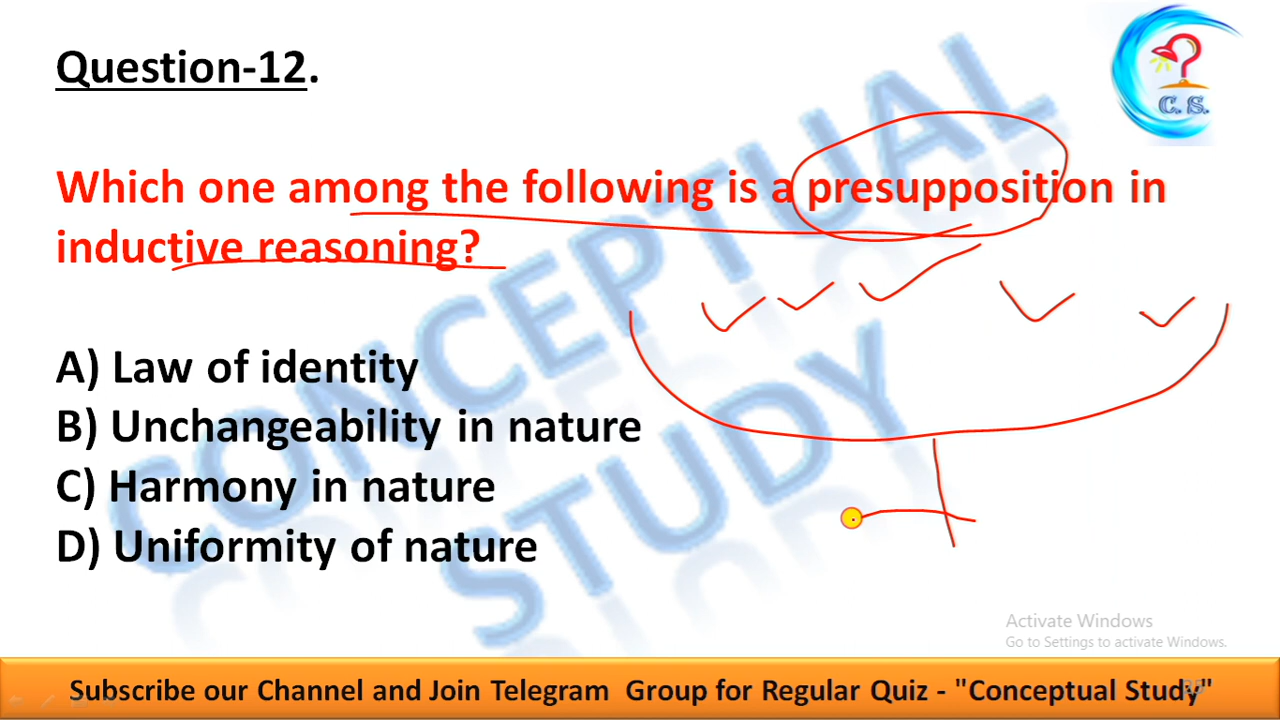 Question-12.
C. S.
Which one among the following is a presupposition in
inductive reasoning?
A) Law of identity
B) Unchangeability in nature
C) Harmony in nature
D) Uniformity of nature
CONCEPTUAL
STUDY
Activate Windows
Go to Settings to activate Windows.
Subscribe our Channel and Join Telegram Group for Regular Quiz - "Conceptual Study"